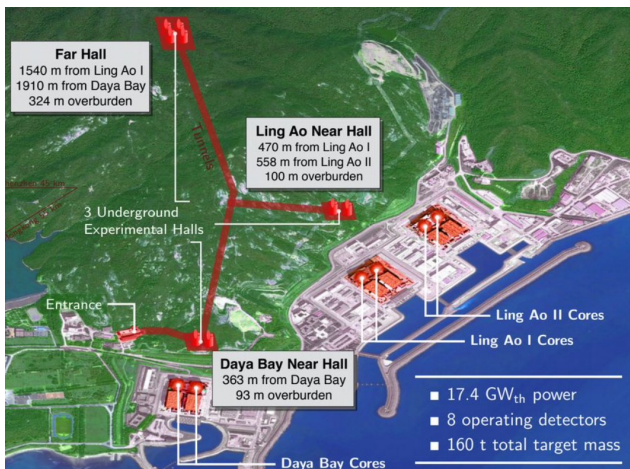 Far Hall
1540 m from Ling Ao I
1910 m from Daya Bay
324 m overburden
Ling Ao Near Hall
470 m from Ling Ao I
558 m from Ling Ao II
100 m overburden
Tunnels
3 Underground
Experimental Halls
Entrance
Ling Ao II Cores
Ling Ao I Cores
Daya Bay Near Hall
363 m from Daya Bay
93 m overburden
Daya Bay Cores
■ 17.4 GWth power
■ 8 operating detectors
■ 160 t total target mass